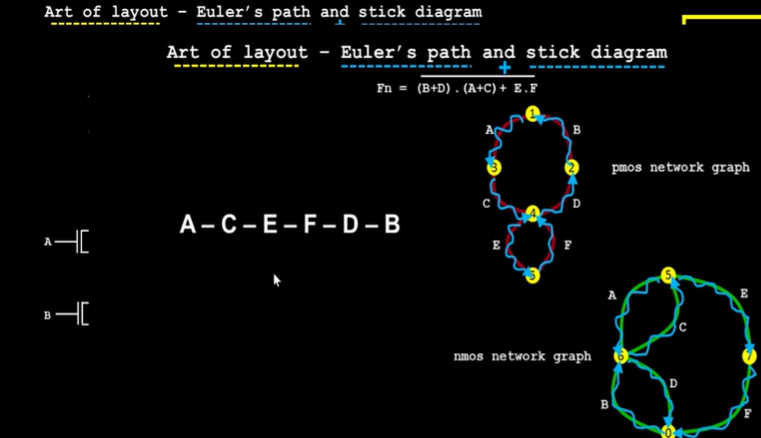 Art of layout – Euler's path and stick diagram
Art of layout – Euler's path and stick diagram
Fn = (B+D).(A+C)+ E.F
1
A
B
3
2
pmos network graph
C
D
4
A – C – E – F – D – B
E
F
A
5
5
A
E
B
C
nmos network graph
6
7
D
B
F
0